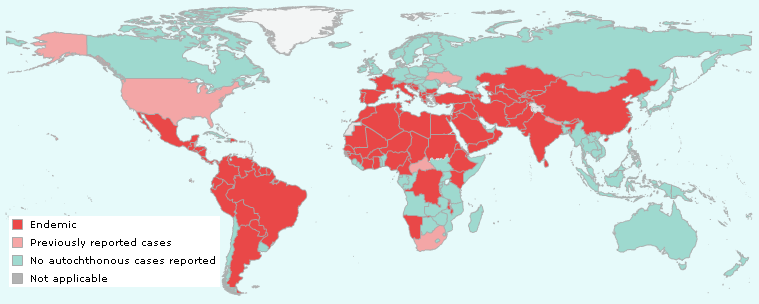 Endemic
Previously reported cases
No autochthonous cases reported
Not applicable